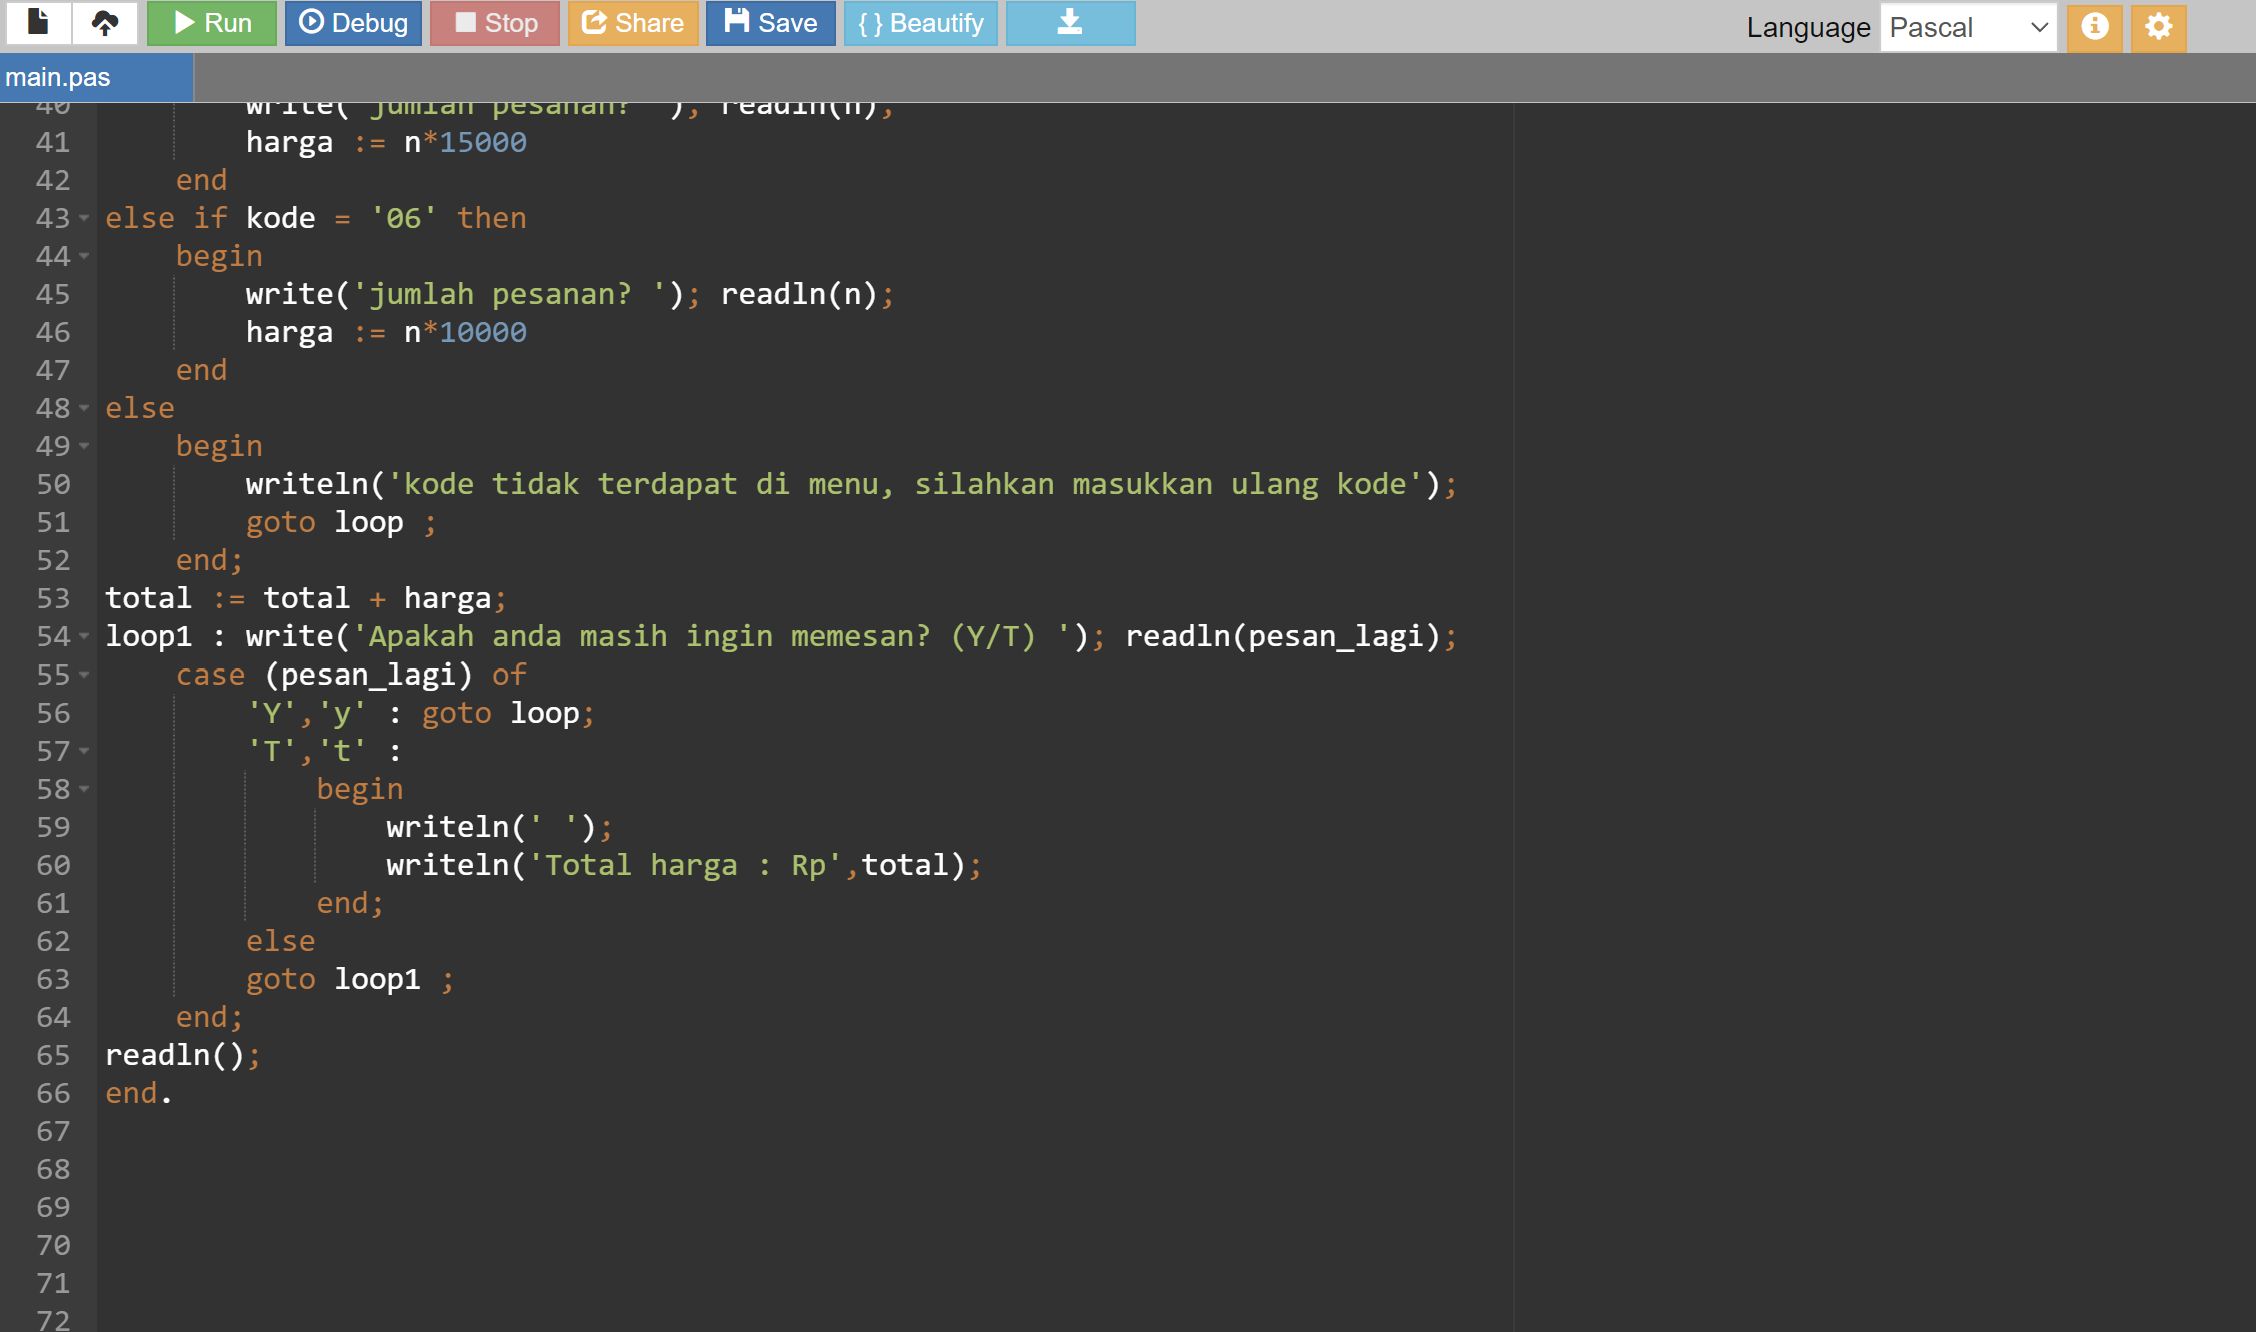 Run Debug Stop Share Save { } Beautify Language Pascal
main.pas
40 write('jumlah pesanan? '); readln(n);
41 harga := n*15000
42 end
43 else if kode = '06' then
44 begin
45 write('jumlah pesanan? '); readln(n);
46 harga := n*10000
47 end
48 else
49 begin
50 writeln('kode tidak terdapat di menu, silahkan masukkan ulang kode');
51 goto loop ;
52 end;
53 total := total + harga;
54 loop1 : write('Apakah anda masih ingin memesan? (Y/T) '); readln(pesan_lagi);
55 case (pesan_lagi) of
56 'Y','y' : goto loop;
57 'T','t' :
58 begin
59 writeln(' ');
60 writeln('Total harga : Rp',total);
61 end;
62 else
63 goto loop1 ;
64 end;
65 readln();
66 end.
67
68
69
70
71
72